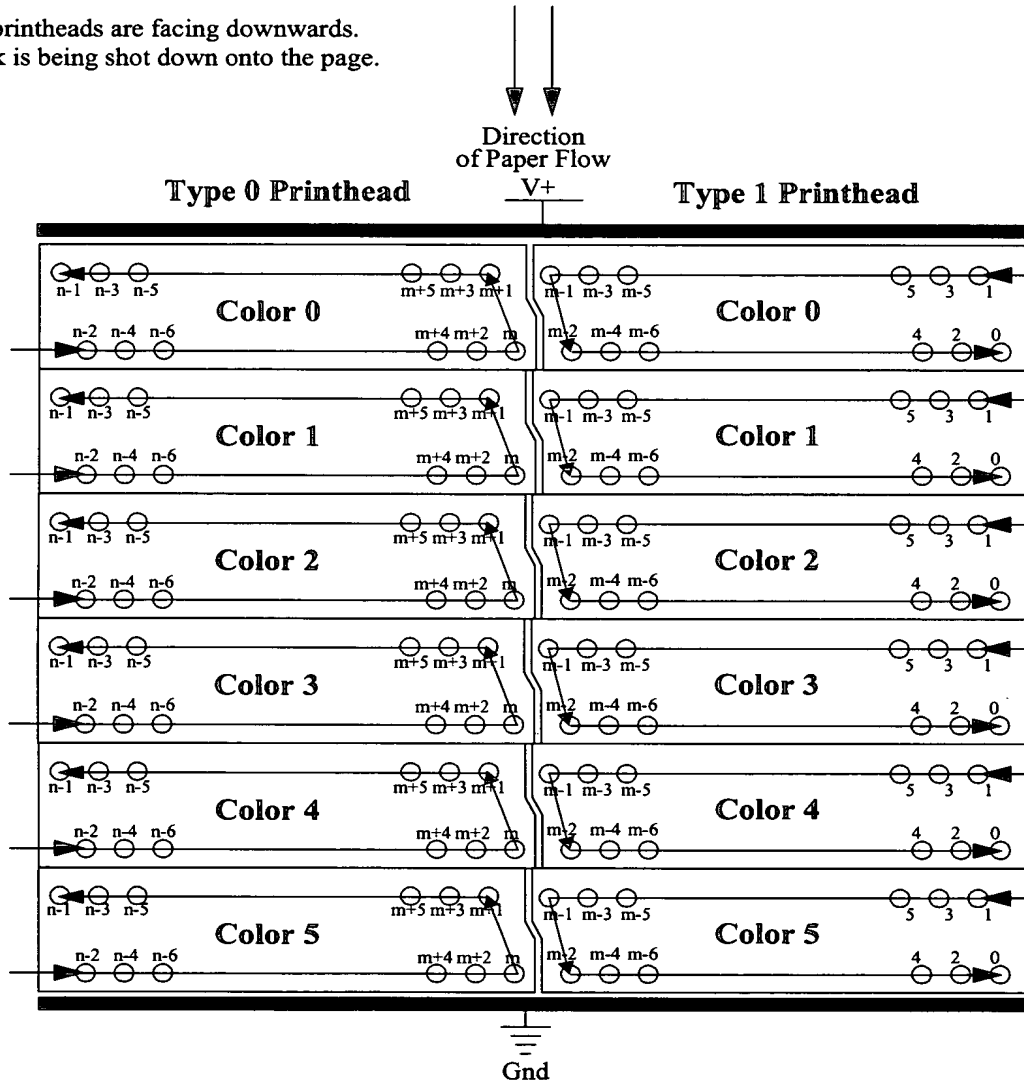 printheads are facing downwards.
k is being shot down onto the page.
Direction
of Paper Flow
V+
Type 0 Printhead
Type 1 Printhead
n-1 n-3 n-5 m+5 m+3 m+1 m-1 m-3 m-5 5 3 1
Color 0 Color 0
n-2 n-4 n-6 m+4 m+2 m m-2 m-4 m-6 4 2 0
n-1 n-3 n-5 m+5 m+3 m+1 m-1 m-3 m-5 5 3 1
Color 1 Color 1
n-2 n-4 n-6 m+4 m+2 m m-2 m-4 m-6 4 2 0
n-1 n-3 n-5 m+5 m+3 m+1 m-1 m-3 m-5 5 3 1
Color 2 Color 2
n-2 n-4 n-6 m+4 m+2 m m-2 m-4 m-6 4 2 0
n-1 n-3 n-5 m+5 m+3 m+1 m-1 m-3 m-5 5 3 1
Color 3 Color 3
n-2 n-4 n-6 m+4 m+2 m m-2 m-4 m-6 4 2 0
n-1 n-3 n-5 m+5 m+3 m+1 m-1 m-3 m-5 5 3 1
Color 4 Color 4
n-2 n-4 n-6 m+4 m+2 m m-2 m-4 m-6 4 2 0
n-1 n-3 n-5 m+5 m+3 m+1 m-1 m-3 m-5 5 3 1
Color 5 Color 5
n-2 n-4 n-6 m+4 m+2 m m-2 m-4 m-6 4 2 0
Gnd